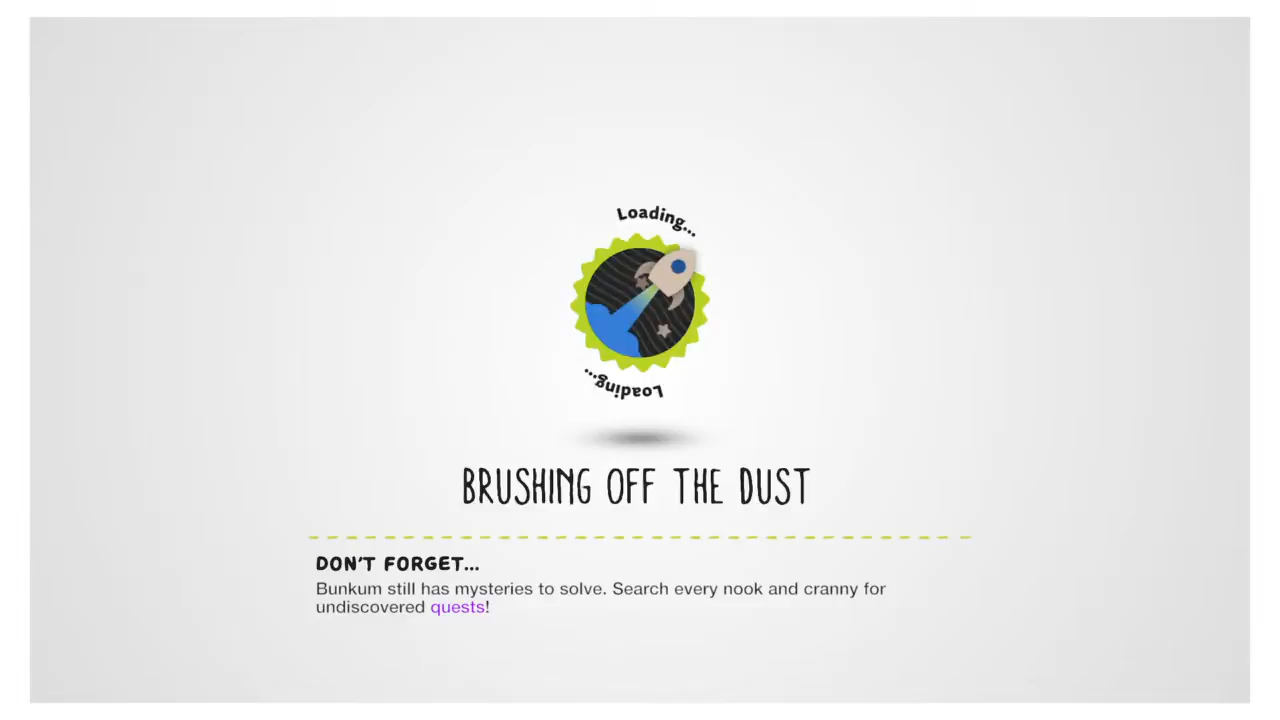 Loading...
Loading...
BRUSHING OFF THE DUST
DON'T FORGET...
Bunkum still has mysteries to solve. Search every nook and cranny for
undiscovered quests!